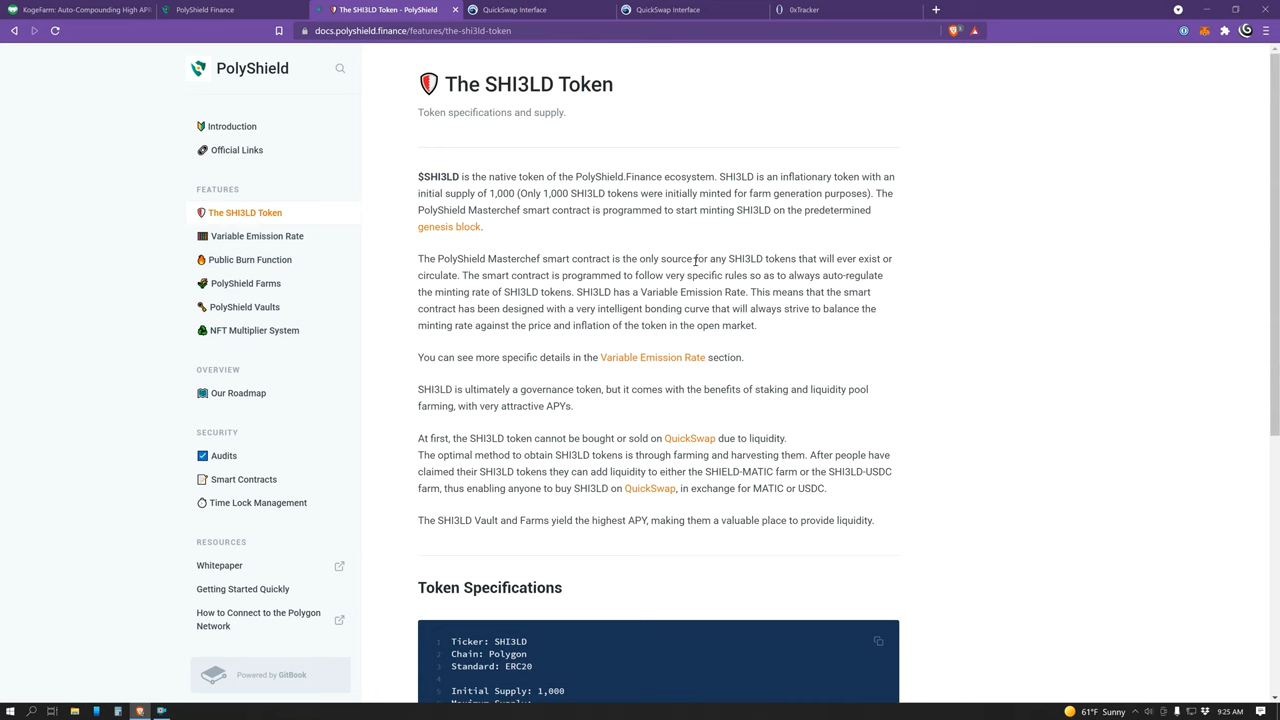 KogeFarm: Auto-Compounding High API
PolyShield Finance
The SHI3LD Token - PolyShield
QuickSwap Interface
QuickSwap Interface
0xTracker
docs.polyshield.finance/features/the-shi3ld-token
PolyShield
Introduction
Official Links
FEATURES
The SHI3LD Token
Variable Emission Rate
Public Burn Function
PolyShield Farms
PolyShield Vaults
NFT Multiplier System
OVERVIEW
Our Roadmap
SECURITY
Audits
Smart Contracts
Time Lock Management
RESOURCES
Whitepaper
Getting Started Quickly
How to Connect to the Polygon
Network
Powered by GitBook
The SHI3LD Token
Token specifications and supply.
$SHI3LD is the native token of the PolyShield.Finance ecosystem. SHI3LD is an inflationary token with an
initial supply of 1,000 (Only 1,000 SHI3LD tokens were initially minted for farm generation purposes). The
PolyShield Masterchef smart contract is programmed to start minting SHI3LD on the predetermined
genesis block.
The PolyShield Masterchef smart contract is the only source for any SHI3LD tokens that will ever exist or
circulate. The smart contract is programmed to follow very specific rules so as to always auto-regulate
the minting rate of SHI3LD tokens. SHI3LD has a Variable Emission Rate. This means that the smart
contract has been designed with a very intelligent bonding curve that will always strive to balance the
minting rate against the price and inflation of the token in the open market.
You can see more specific details in the Variable Emission Rate section.
SHI3LD is ultimately a governance token, but it comes with the benefits of staking and liquidity pool
farming, with very attractive APYs.
At first, the SHI3LD token cannot be bought or sold on QuickSwap due to liquidity.
The optimal method to obtain SHI3LD tokens is through farming and harvesting them. After people have
claimed their SHI3LD tokens they can add liquidity to either the SHIELD-MATIC farm or the SHI3LD-USDC
farm, thus enabling anyone to buy SHI3LD on QuickSwap, in exchange for MATIC or USDC.
The SHI3LD Vault and Farms yield the highest APY, making them a valuable place to provide liquidity.
Token Specifications
1 Ticker: SHI3LD
2 Chain: Polygon
3 Standard: ERC20
4
5 Initial Supply: 1,000
61°F Sunny
9:25 AM